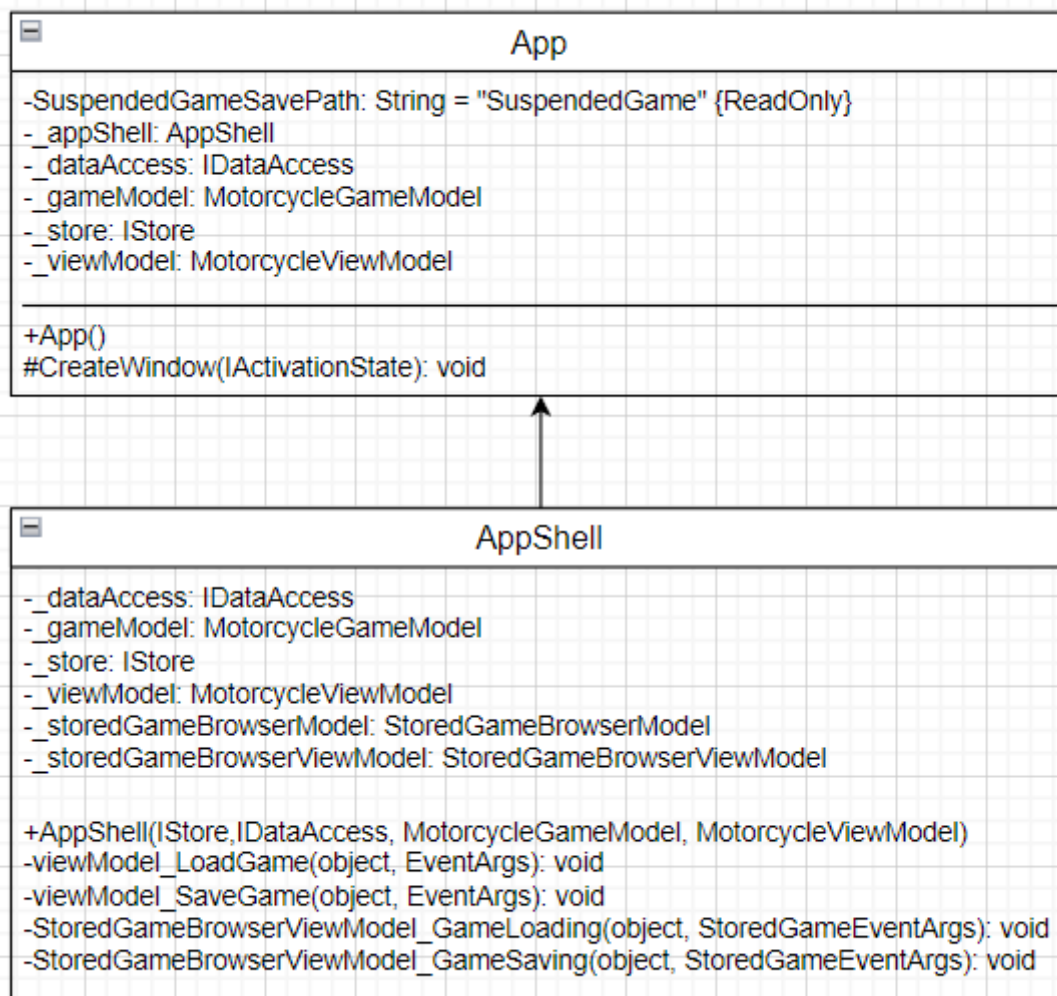 App
-SuspendedGameSavePath: String = "SuspendedGame" {ReadOnly}
-_appShell: AppShell
-_dataAccess: IDataAccess
-_gameModel: MotorcycleGameModel
-_store: IStore
-_viewModel: MotorcycleViewModel
+App()
#CreateWindow(IActivationState): void
AppShell
-_dataAccess: IDataAccess
-_gameModel: MotorcycleGameModel
-_store: IStore
-_viewModel: MotorcycleViewModel
-_storedGameBrowserModel: StoredGameBrowserModel
-_storedGameBrowserViewModel: StoredGameBrowserViewModel
+AppShell(IStore,IDataAccess, MotorcycleGameModel, MotorcycleViewModel)
-viewModel_LoadGame(object, EventArgs): void
-viewModel_SaveGame(object, EventArgs): void
-StoredGameBrowserViewModel_GameLoading(object, StoredGameEventArgs): void
-StoredGameBrowserViewModel_GameSaving(object, StoredGameEventArgs): void